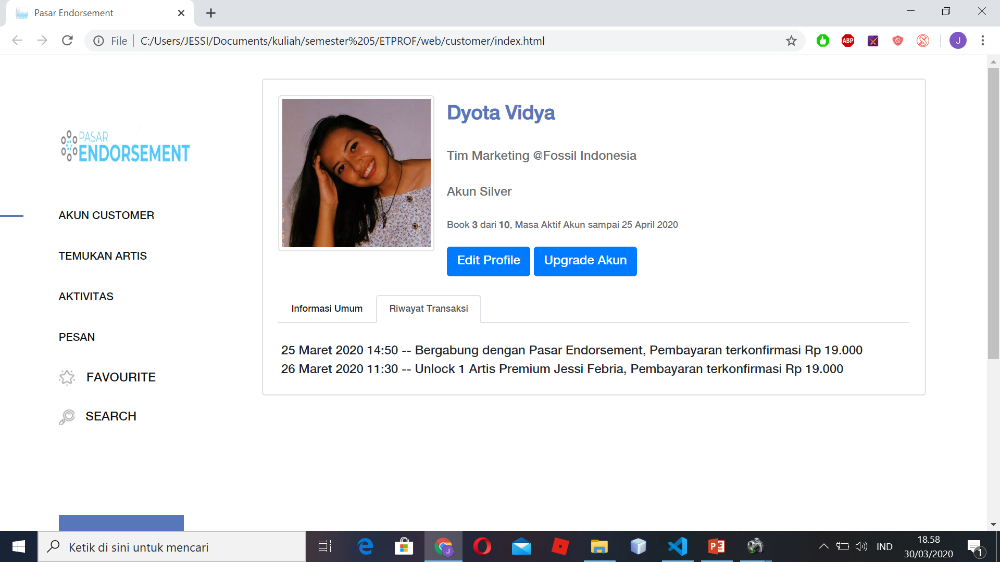 Pasar Endorsement
File
C:/Users/JESSI/Documents/kuliah/semester%205/ETPROF/web/customer/index.html
ABP
J
PASAR
ENDORSEMENT
AKUN CUSTOMER
TEMUKAN ARTIS
AKTIVITAS
PESAN
FAVOURITE
SEARCH
Dyota Vidya
Tim Marketing @Fossil Indonesia
Akun Silver
Book 3 dari 10, Masa Aktif Akun sampai 25 April 2020
Edit Profile
Upgrade Akun
Informasi Umum
Riwayat Transaksi
25 Maret 2020 14:50 -- Bergabung dengan Pasar Endorsement, Pembayaran terkonfirmasi Rp 19.000
26 Maret 2020 11:30 -- Unlock 1 Artis Premium Jessi Febria, Pembayaran terkonfirmasi Rp 19.000
Ketik di sini untuk mencari
J
IND
18.58
30/03/2020
1